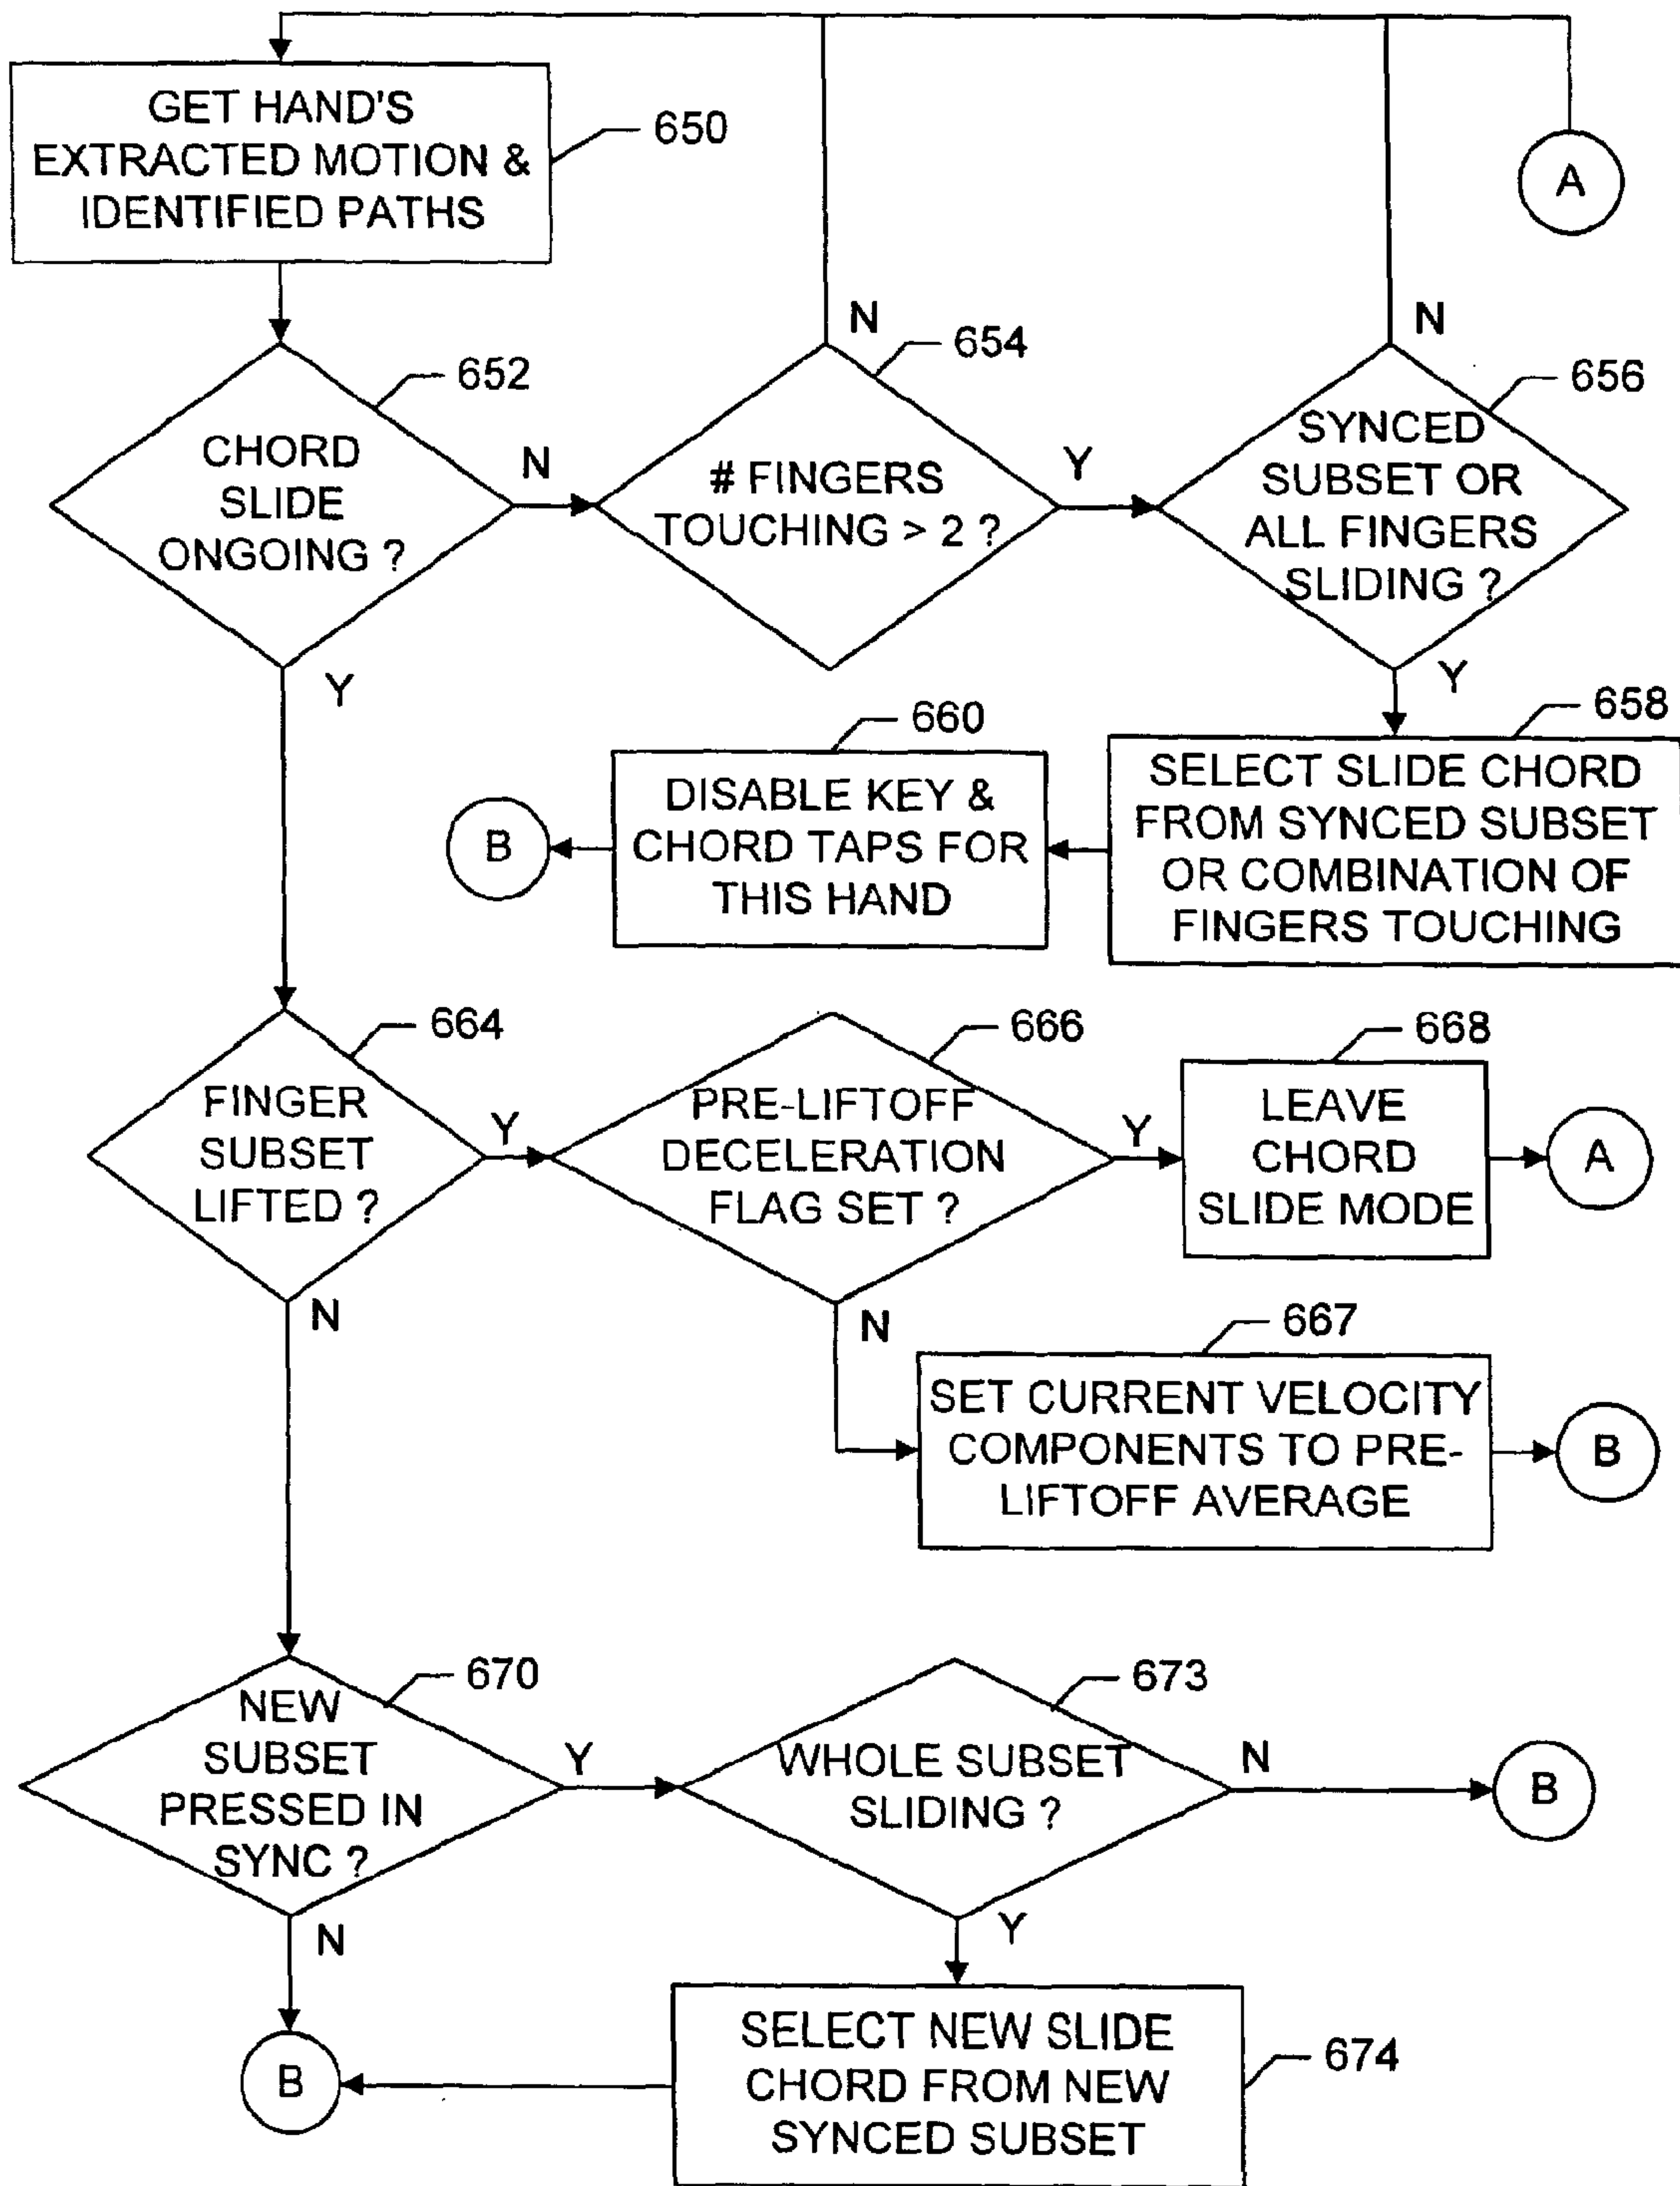 GET HAND'S
EXTRACTED MOTION &
IDENTIFIED PATHS
650
A
652
CHORD
SLIDE
ONGOING ?
N
Y
654
# FINGERS
TOUCHING > 2 ?
N
Y
656
SYNCED
SUBSET OR
ALL FINGERS
SLIDING ?
N
Y
658
SELECT SLIDE CHORD
FROM SYNCED SUBSET
OR COMBINATION OF
FINGERS TOUCHING
660
DISABLE KEY &
CHORD TAPS FOR
THIS HAND
B
664
FINGER
SUBSET
LIFTED ?
Y
N
666
PRE-LIFTOFF
DECELERATION
FLAG SET ?
Y
N
668
LEAVE
CHORD
SLIDE MODE
A
667
SET CURRENT VELOCITY
COMPONENTS TO PRE-
LIFTOFF AVERAGE
B
670
NEW
SUBSET
PRESSED IN
SYNC ?
Y
N
673
WHOLE SUBSET
SLIDING ?
N
B
Y
SELECT NEW SLIDE
CHORD FROM NEW
SYNCED SUBSET
674
B